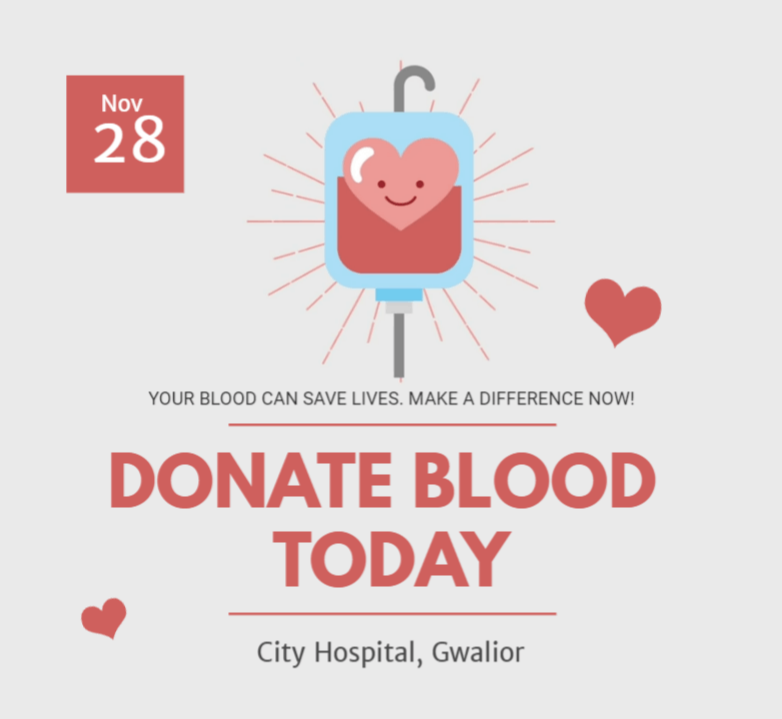 Nov
28
YOUR BLOOD CAN SAVE LIVES. MAKE A DIFFERENCE NOW!
DONATE BLOOD
TODAY
City Hospital, Gwalior